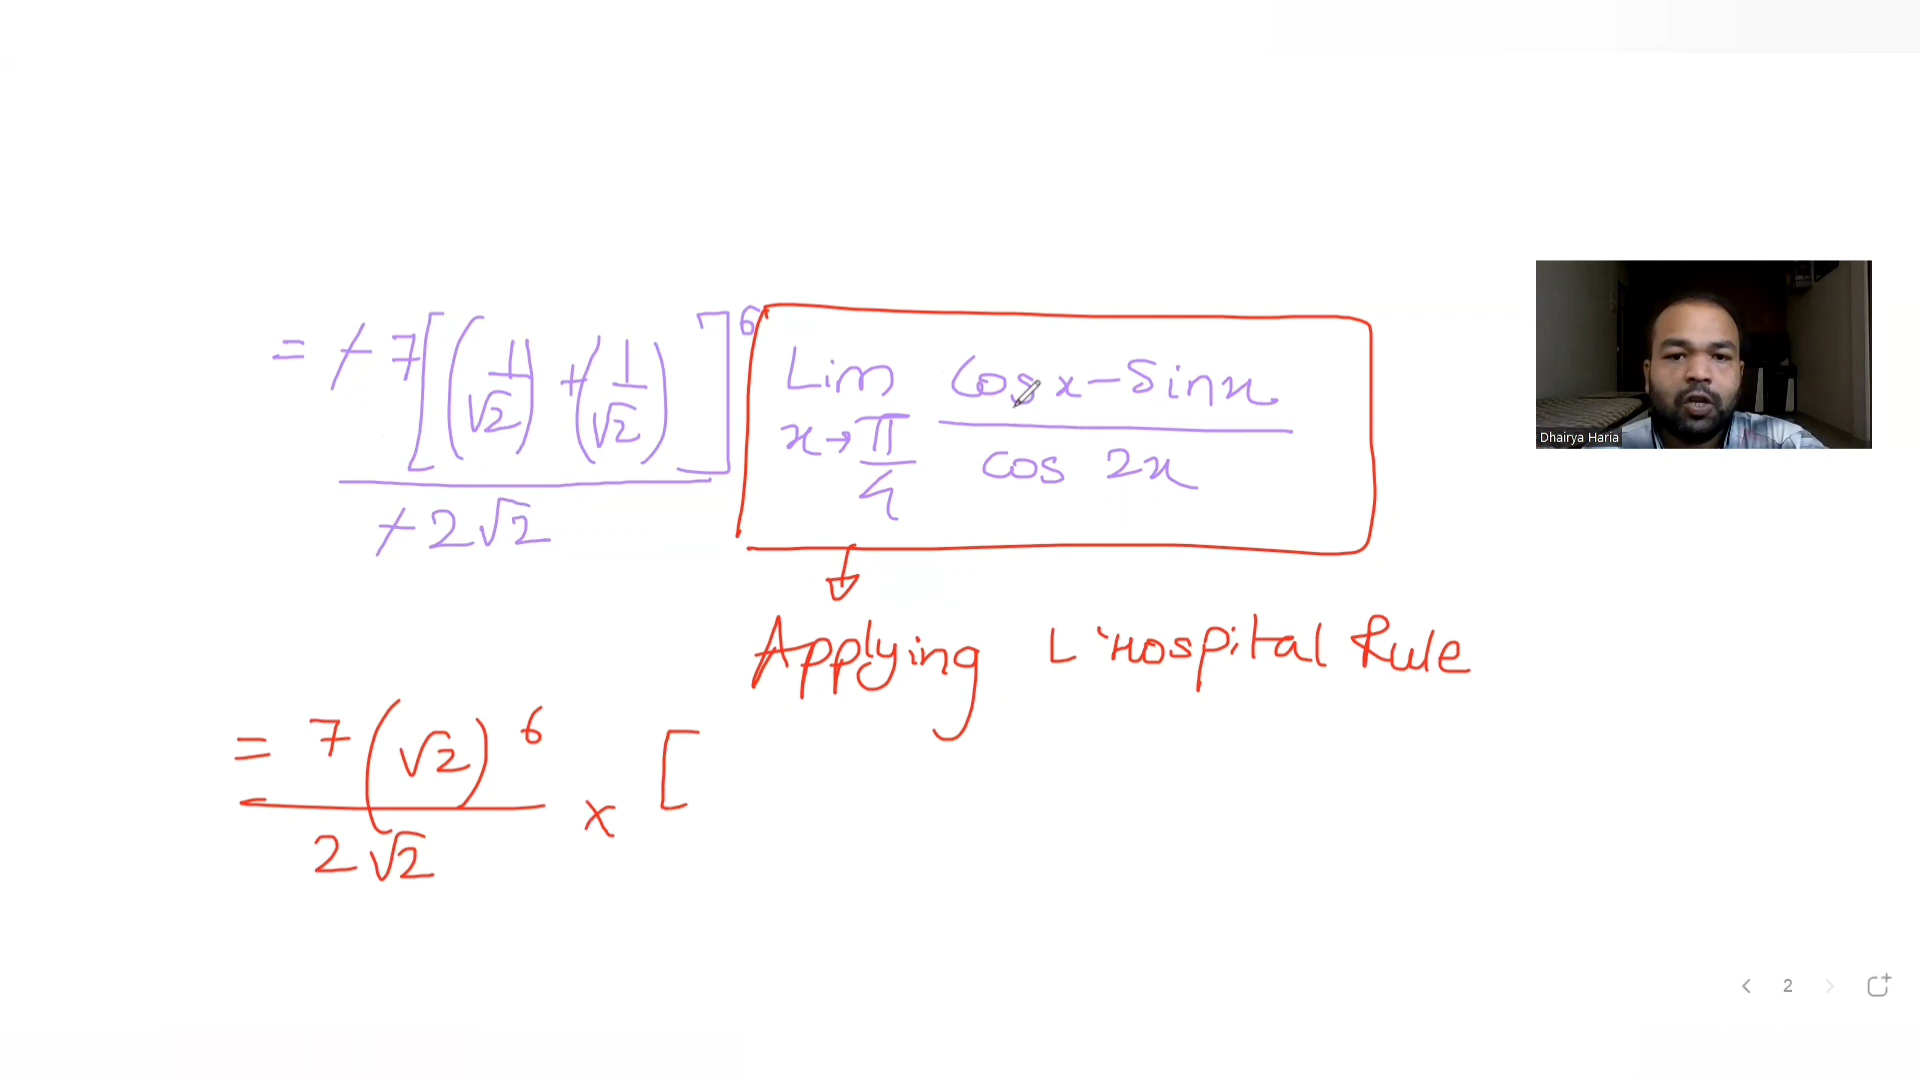 = - 7 [ ( 1/√2 ) + ( 1/√2 ) ]^6 / - 2√2 Lim x→π/4 Cos x - Sin x / cos 2x
Dhairya Haria
Applying L'Hospital Rule
= 7 (√2)^6 / 2√2 × [
2